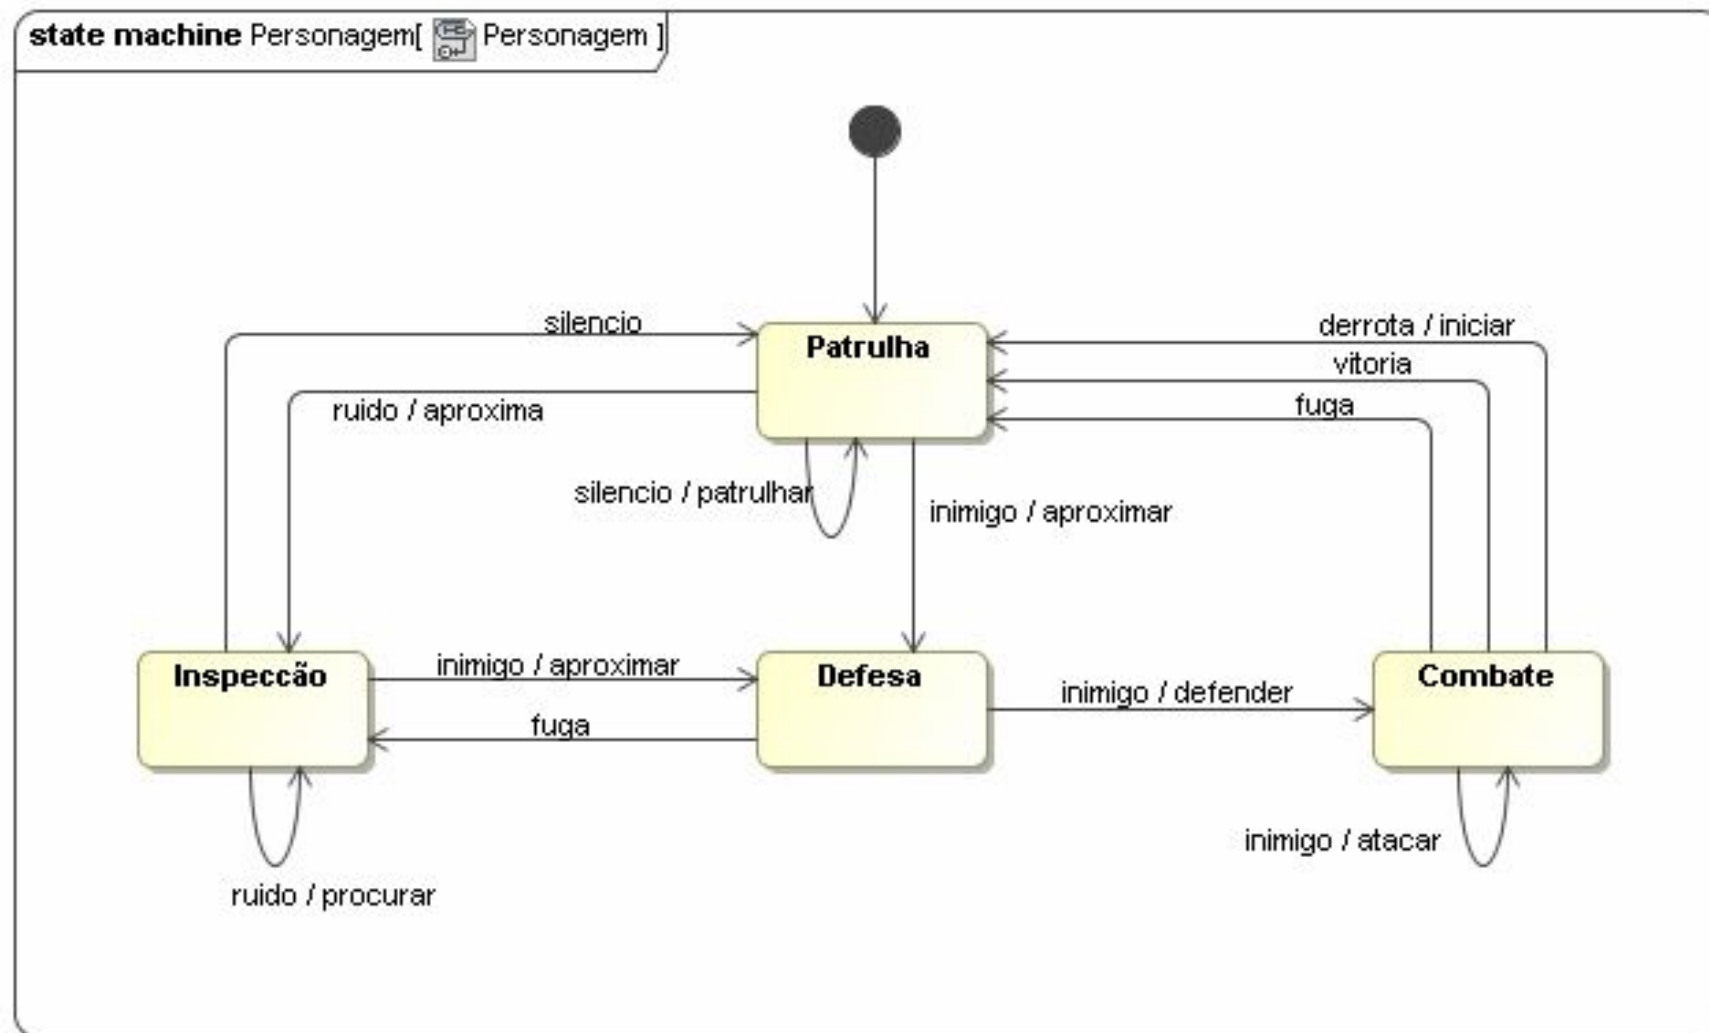 state machine Personagem[ Personagem ]
silencio
Patrulha
derrota / iniciar
vitoria
fuga
ruido / aproxima
silencio / patrulhar
inimigo / aproximar
Inspeccão
inimigo / aproximar
fuga
Defesa
inimigo / defender
Combate
ruido / procurar
inimigo / atacar